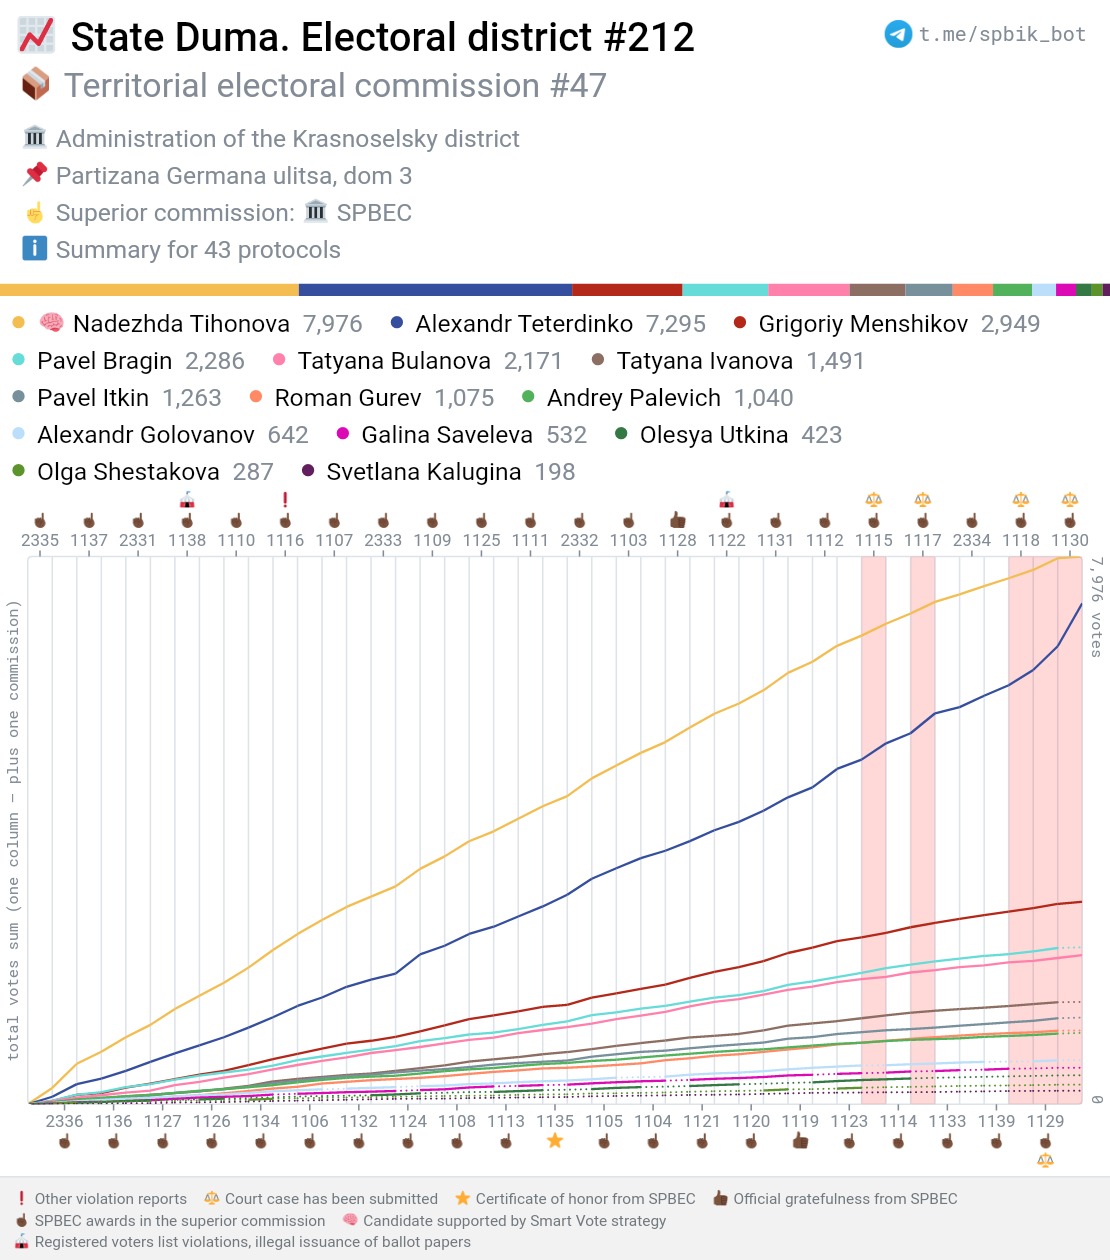 State Duma. Electoral district #212
t.me/spbik_bot
Territorial electoral commission #47
Administration of the Krasnoselsky district
Partizana Germana ulitsa, dom 3
Superior commission: SPBEC
Summary for 43 protocols
Nadezhda Tihonova 7,976 Alexandr Teterdinko 7,295 Grigoriy Menshikov 2,949
Pavel Bragin 2,286 Tatyana Bulanova 2,171 Tatyana Ivanova 1,491
Pavel Itkin 1,263 Roman Gurev 1,075 Andrey Palevich 1,040
Alexandr Golovanov 642 Galina Saveleva 532 Olesya Utkina 423
Olga Shestakova 287 Svetlana Kalugina 198
2335 1137 2331 1138 1110 1116 1107 2333 1109 1125 1111 2332 1103 1128 1122 1131 1112 1115 1117 2334 1118 1130
7,976 votes
total votes sum (one column – plus one commission)
0
2336 1136 1127 1126 1134 1106 1132 1124 1108 1113 1135 1105 1104 1121 1120 1119 1123 1114 1133 1139 1129
Other violation reports Court case has been submitted Certificate of honor from SPBEC Official gratefulness from SPBEC
SPBEC awards in the superior commission Candidate supported by Smart Vote strategy
Registered voters list violations, illegal issuance of ballot papers